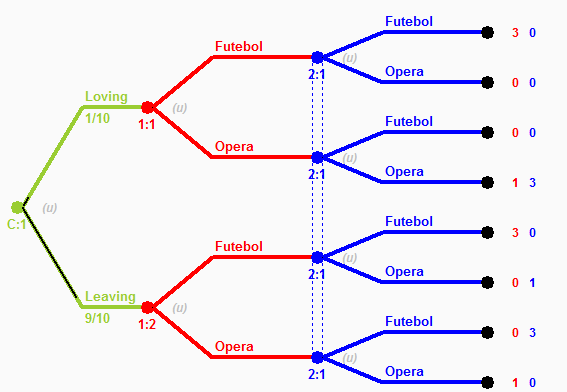 Futebol
3 0
Futebol
2:1 (u)
Opera
0 0
Loving
1/10
1:1 (u)
Futebol
0 0
Opera
2:1 (u)
Opera
1 3
C:1 (u)
Futebol
3 0
Futebol
2:1 (u)
Opera
0 1
Leaving
9/10
1:2 (u)
Futebol
0 3
Opera
2:1 (u)
Opera
1 0